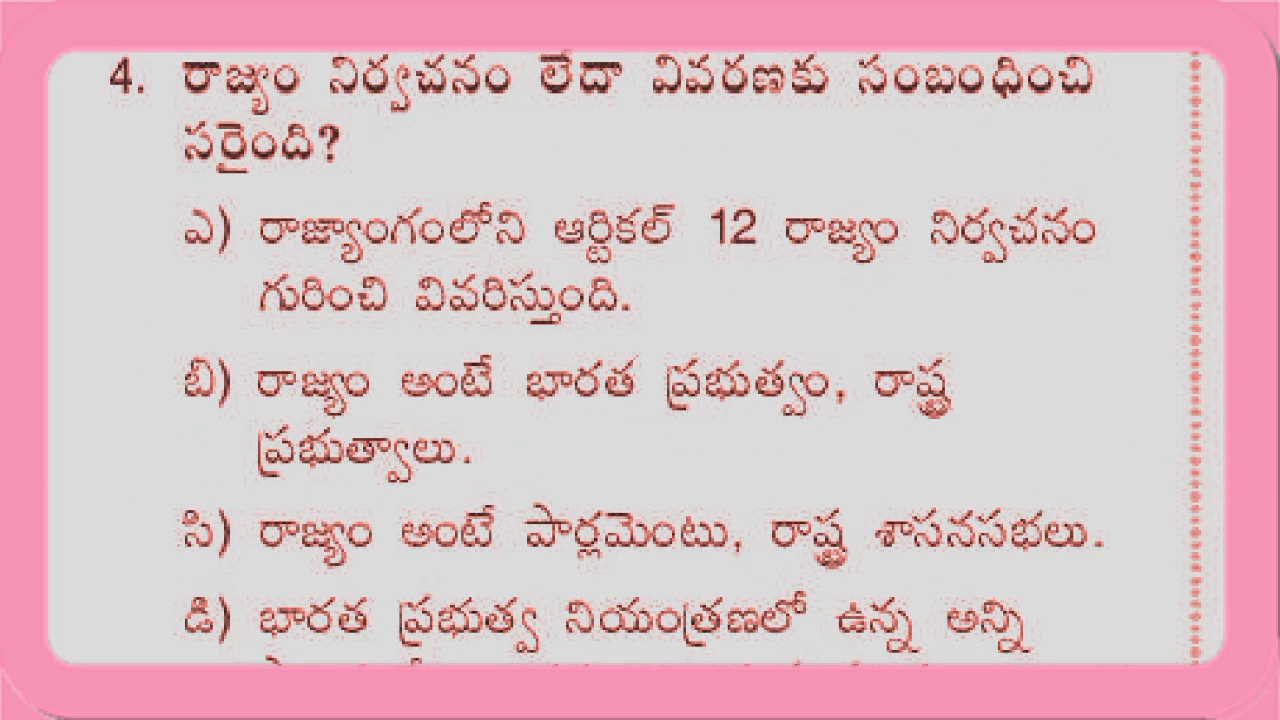 4. రాజ్యం నిర్వచనం లేదా వివరణకు సంబంధించి
సరైంది?
ఎ) రాజ్యాంగంలోని ఆర్టికల్ 12 రాజ్యం నిర్వచనం
గురించి వివరిస్తుంది.
బి) రాజ్యం అంటే భారత ప్రభుత్వం, రాష్ట్ర
ప్రభుత్వాలు.
సి) రాజ్యం అంటే పార్లమెంటు, రాష్ట్ర శాసనసభలు.
డి) భారత ప్రభుత్వ నియంత్రణలో ఉన్న అన్ని